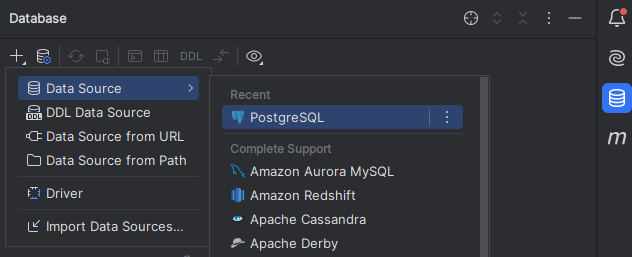 Database
DDL
Data Source
DDL Data Source
DDL
Data Source from URL
Data Source from Path
Driver
Import Data Sources...
Recent
PostgreSQL
Complete Support
Amazon Aurora MySQL
Amazon Redshift
Apache Cassandra
Apache Derby
m